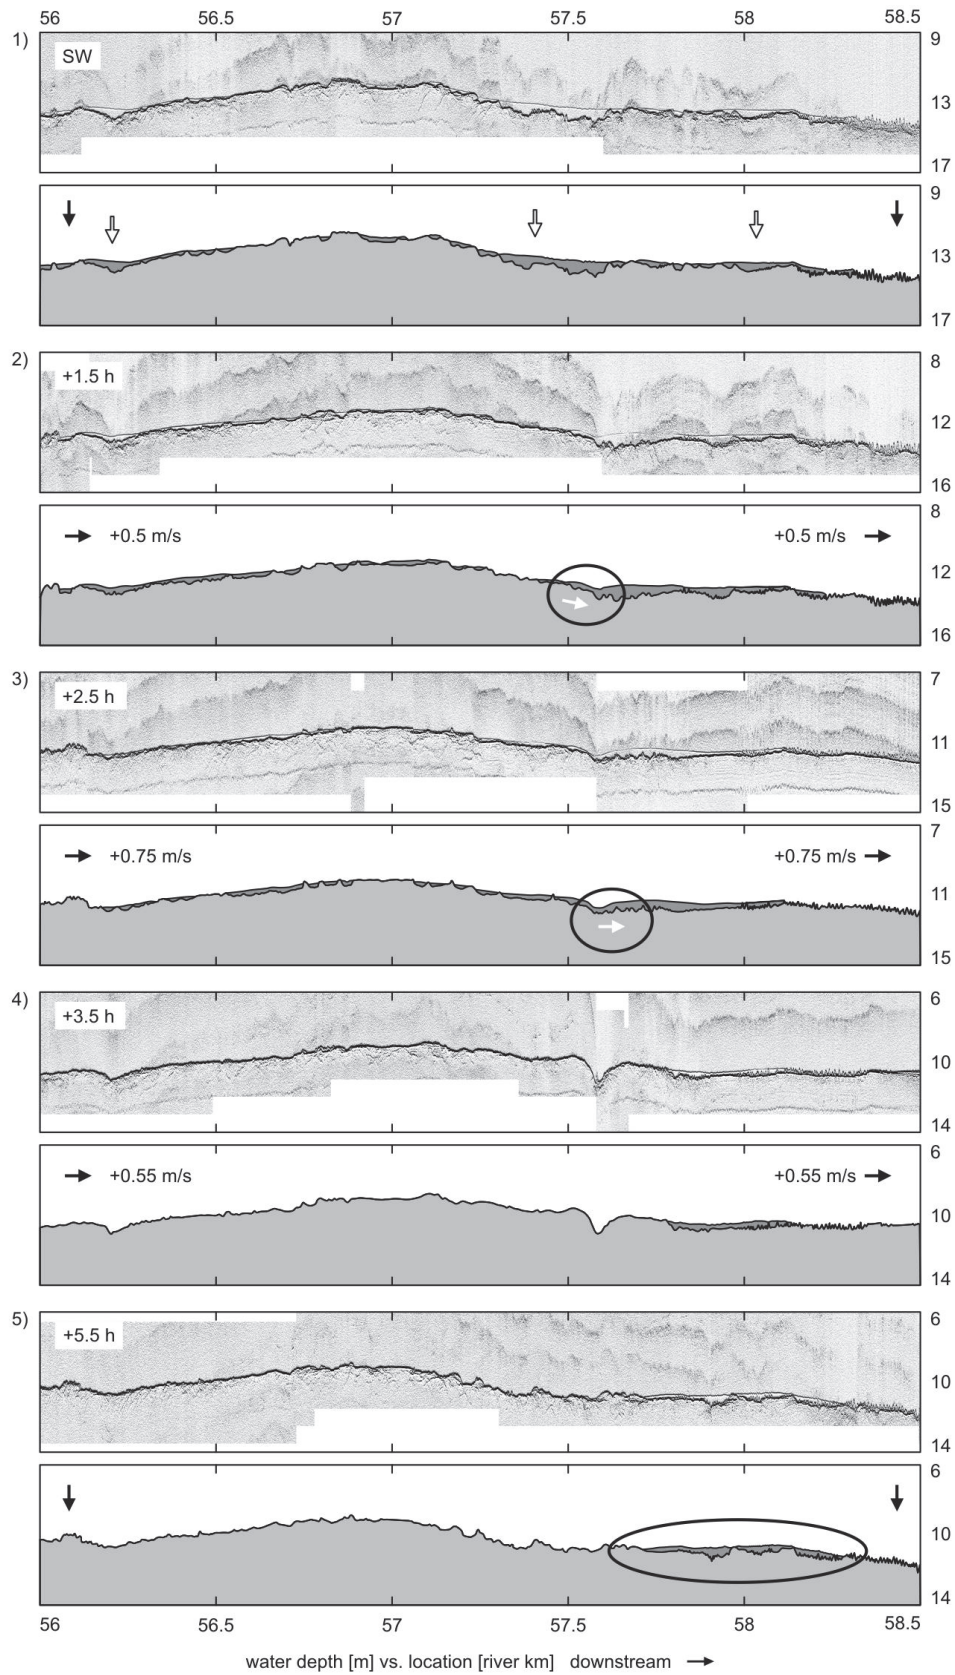 56 56.5 57 57.5 58 58.5
1) 9
SW
13
17
9
13
17
2) 8
+1.5 h
12
16
8
+0.5 m/s +0.5 m/s
12
16
3) 7
+2.5 h
11
15
7
+0.75 m/s +0.75 m/s
11
15
4) 6
+3.5 h
10
14
6
+0.55 m/s +0.55 m/s
10
14
5) 6
+5.5 h
10
14
6
10
14
56 56.5 57 57.5 58 58.5
water depth [m] vs. location [river km] downstream